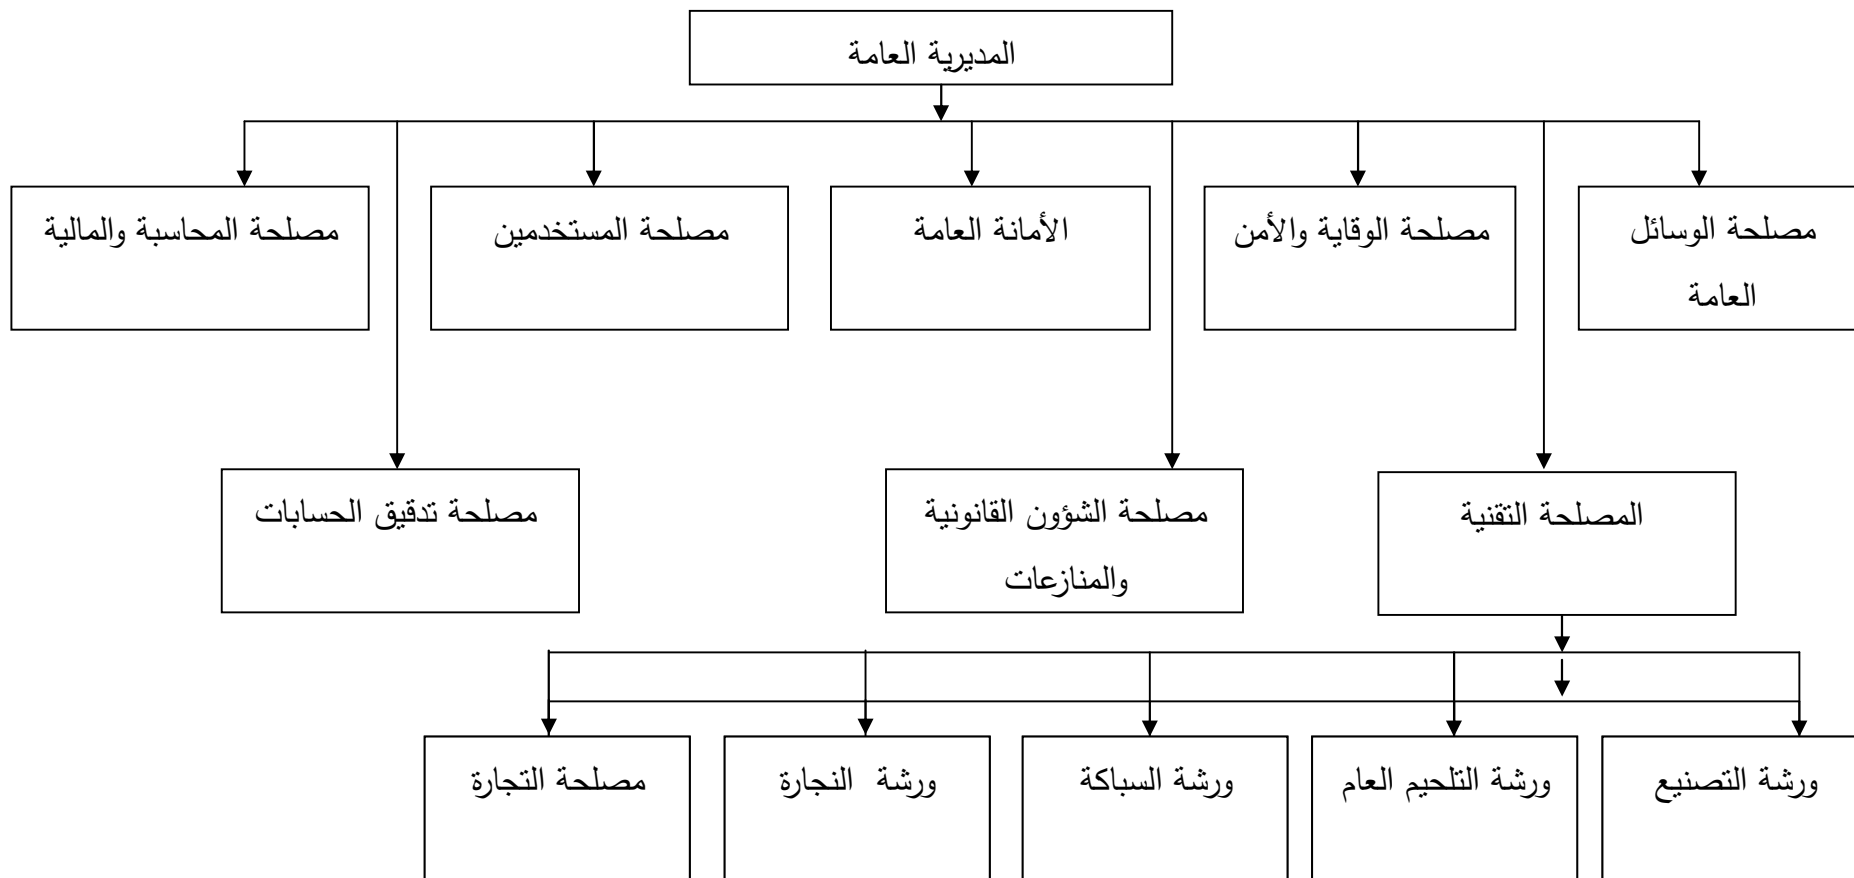 المديرية العامة
مصلحة الوسائل
العامة
مصلحة الوقاية والأمن
الأمانة العامة
مصلحة المستخدمين
مصلحة المحاسبة والمالية
المصلحة التقنية
مصلحة الشؤون القانونية
والمنازعات
مصلحة تدقيق الحسابات
ورشة التصنيع
ورشة التلحيم العام
ورشة السباكة
ورشة النجارة
مصلحة التجارة